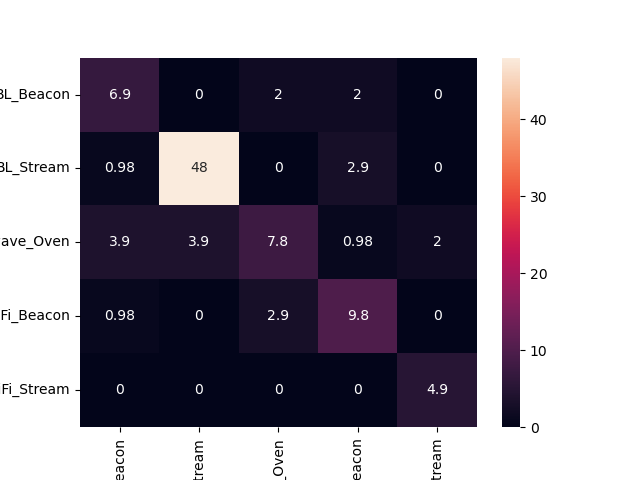 BL_Beacon 6.9 0 2 2 0
BL_Stream 0.98 48 0 2.9 0
ave_Oven 3.9 3.9 7.8 0.98 2
Fi_Beacon 0.98 0 2.9 9.8 0
Fi_Stream 0 0 0 0 4.9
eacon
tream
_Oven
eacon
tream
40
30
20
10
0